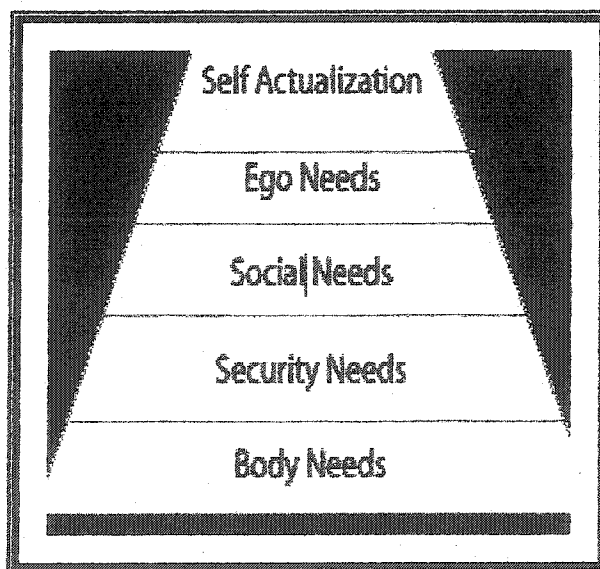 Self Actualization
Ego Needs
Social Needs
Security Needs
Body Needs